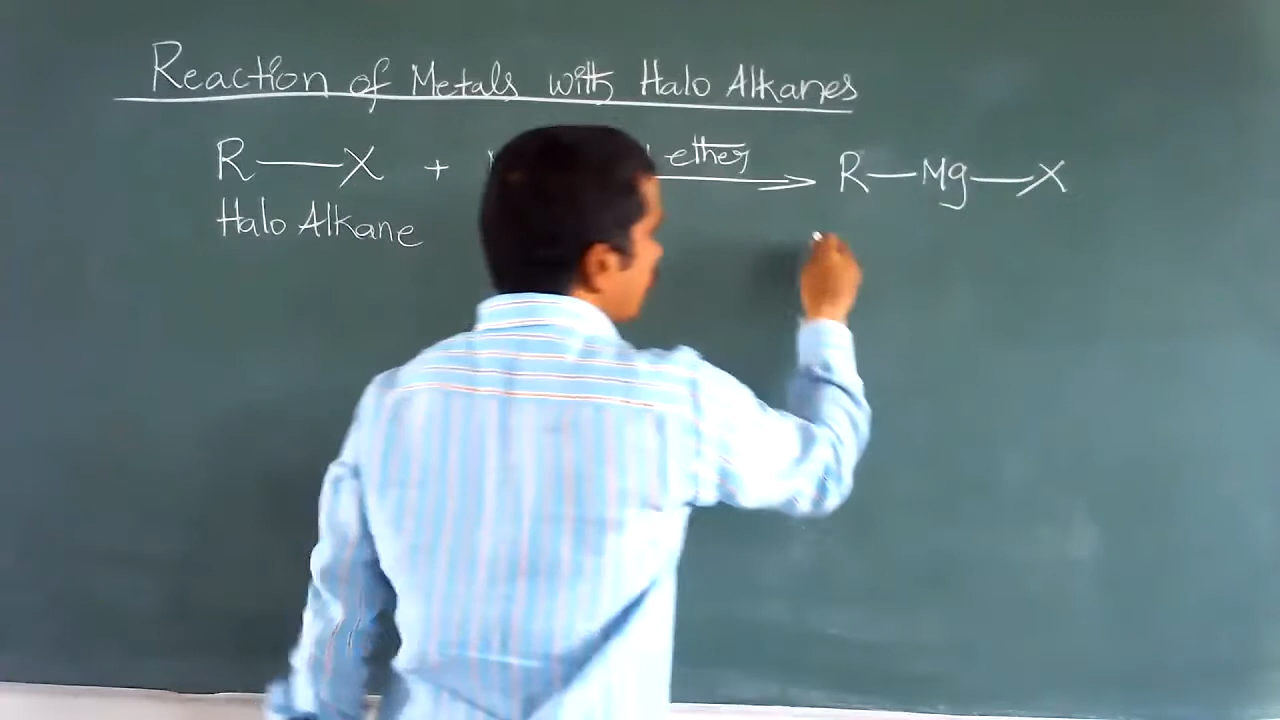 Reaction of Metals with Halo Alkanes
R—X + ether R—Mg—X
Halo Alkane